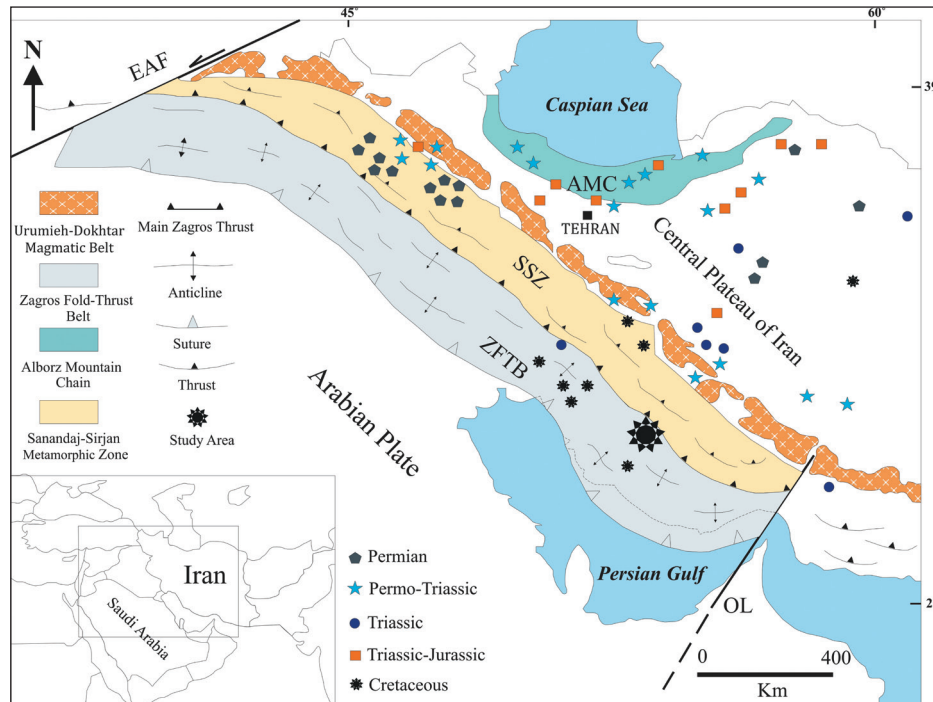 45°
60°
N
EAF
39
Caspian Sea
AMC
TEHRAN
Central Plateau of Iran
SSZ
ZFTB
Arabian Plate
Persian Gulf
OL
2
0 400
Km
Urumieh-Dokhtar
Magmatic Belt
Zagros Fold-Thrust
Belt
Alborz Mountain
Chain
Sanandaj-Sirjan
Metamorphic Zone
Main Zagros Thrust
Anticline
Suture
Thrust
Study Area
Iran
Saudi Arabia
Permian
Permo-Triassic
Triassic
Triassic-Jurassic
Cretaceous